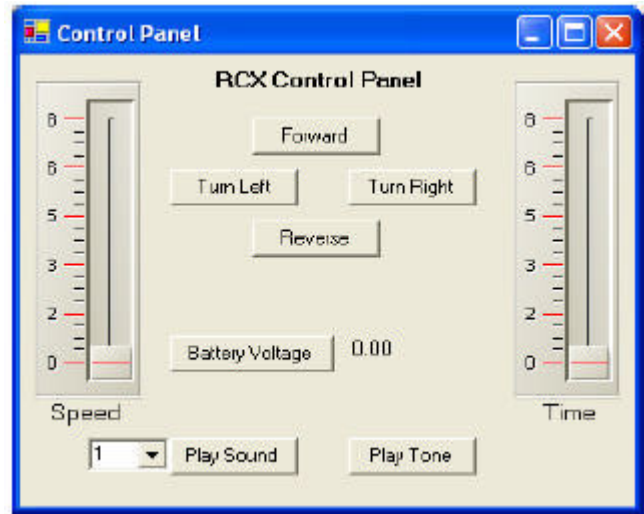 Control Panel
RCX Control Panel
8
6
5
3
2
0
Speed
Forward
Turn Left
Turn Right
Reverse
Battery Voltage
0.00
8
6
5
3
2
0
Time
1
Play Sound
Play Tone